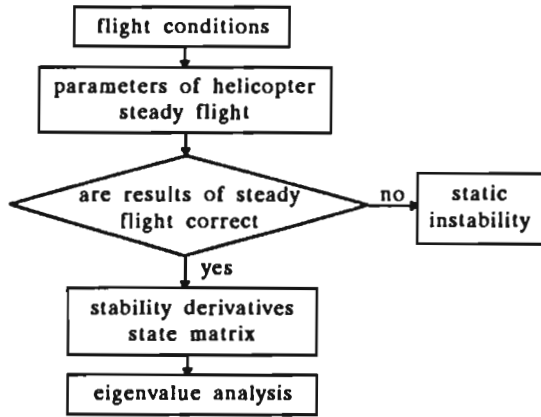 flight conditions
parameters of helicopter
steady flight
are results of steady
flight correct
no
static
instability
yes
stability derivatives
state matrix
eigenvalue analysis